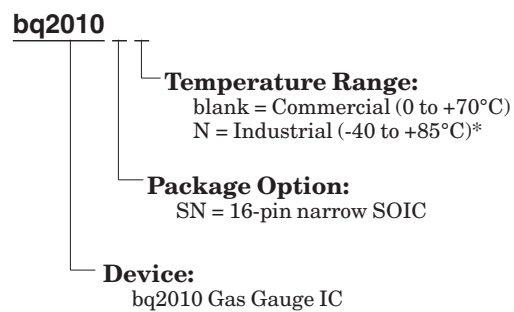 bq2010
Temperature Range:
blank = Commercial (0 to +70°C)
N = Industrial (-40 to +85°C)*
Package Option:
SN = 16-pin narrow SOIC
Device:
bq2010 Gas Gauge IC